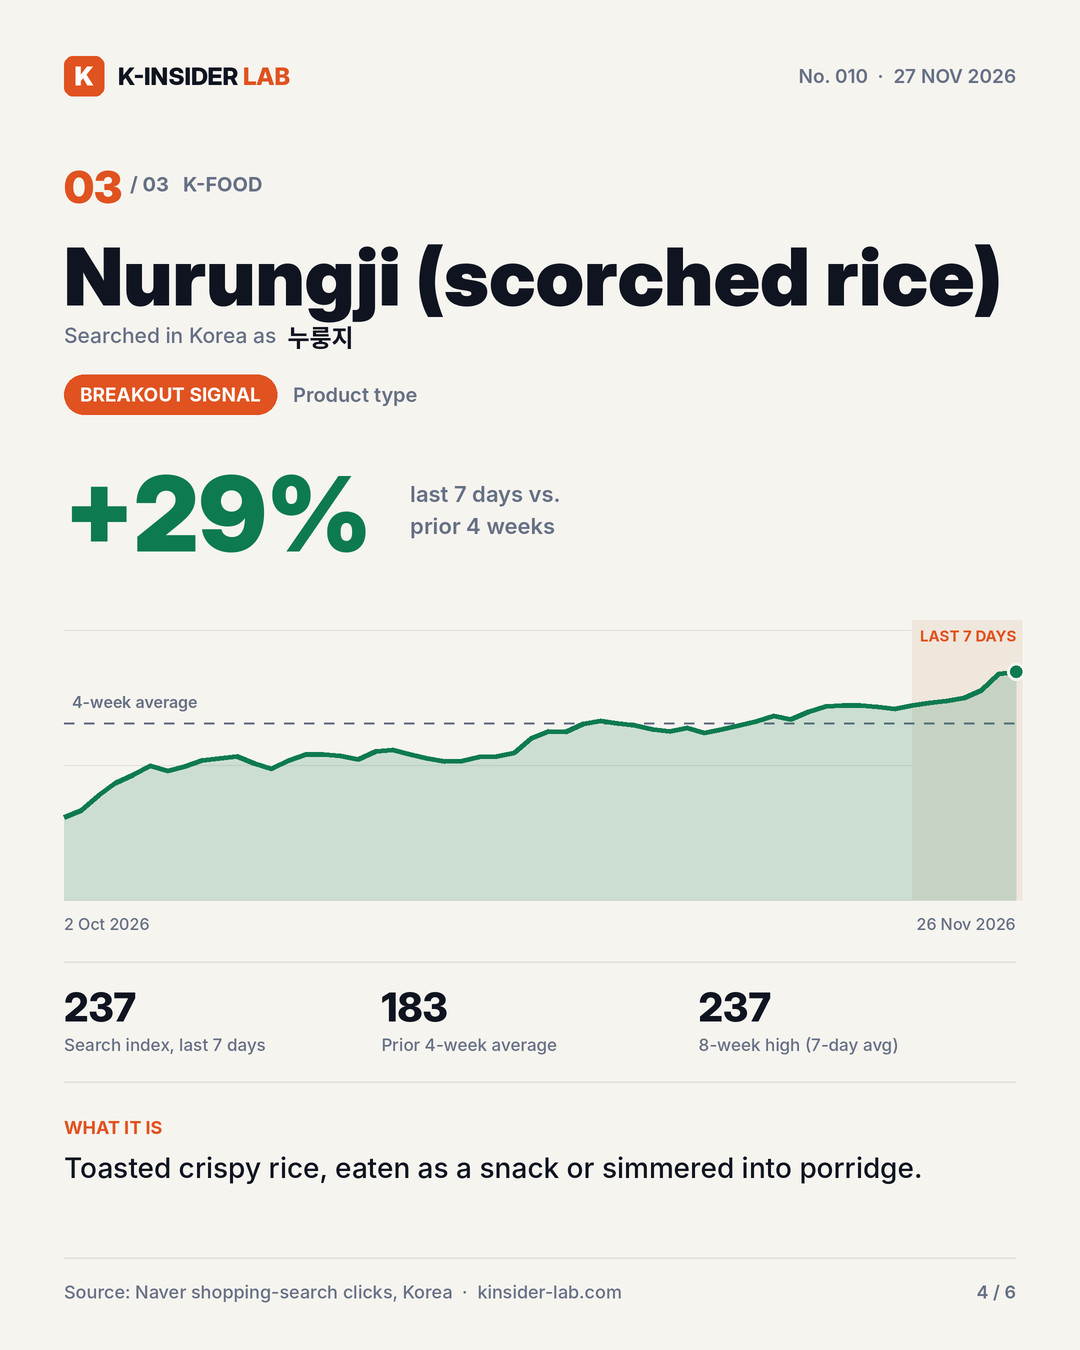 K
K-INSIDER LAB
No. 010 · 27 NOV 2026
03 / 03 K-FOOD
Nurungji (scorched rice)
Searched in Korea as 누룽지
BREAKOUT SIGNAL
Product type
+29%
last 7 days vs.
prior 4 weeks
LAST 7 DAYS
4-week average
2 Oct 2026
26 Nov 2026
237
Search index, last 7 days
183
Prior 4-week average
237
8-week high (7-day avg)
WHAT IT IS
Toasted crispy rice, eaten as a snack or simmered into porridge.
Source: Naver shopping-search clicks, Korea · kinsider-lab.com
4 / 6